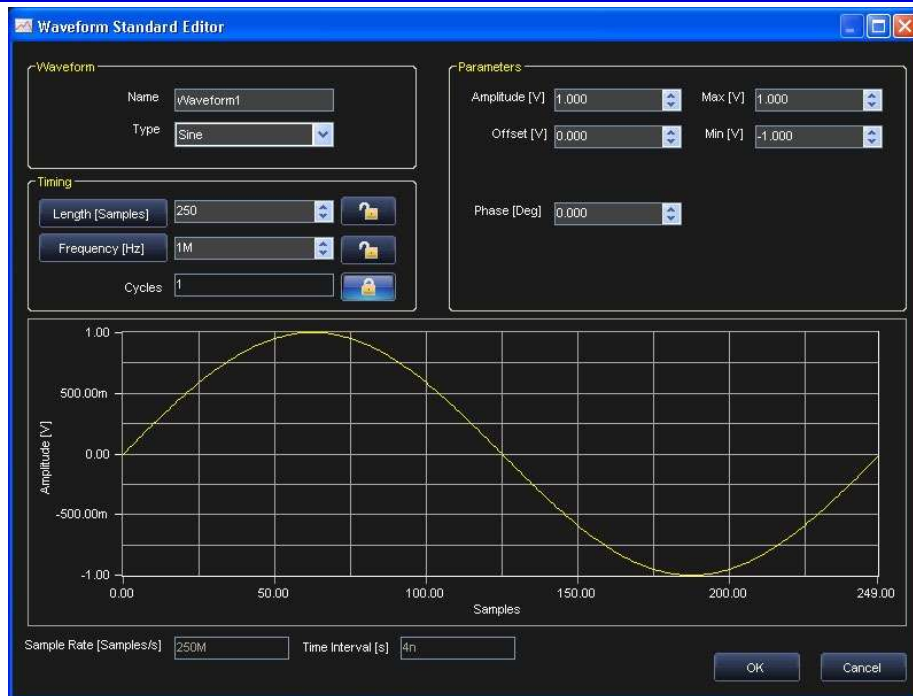 Waveform Standard Editor
Waveform
Name Waveform1
Type Sine
Timing
Length [Samples] 250
Frequency [Hz] 1M
Cycles 1
Parameters
Amplitude [V] 1.000 Max [V] 1.000
Offset [V] 0.000 Min [V] -1.000
Phase [Deg] 0.000
1.00
500.00m
0.00
-500.00m
-1.00
Amplitude [V]
0.00 50.00 100.00 150.00 200.00 249.00
Samples
Sample Rate [Samples/s] 250M Time Interval [s] 4n
OK Cancel